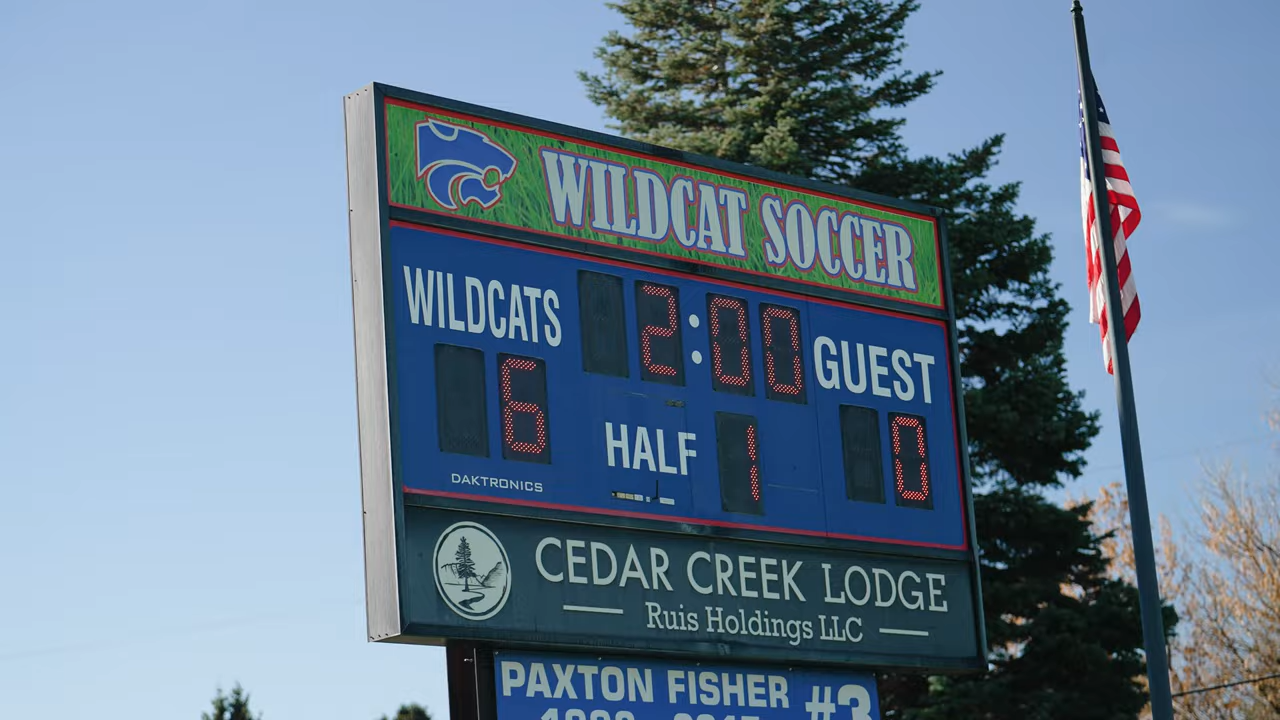 WILDCAT SOCCER
WILDCATS 2:00 GUEST
6 HALF 1 0
DAKTRONICS
CEDAR CREEK LODGE
Ruis Holdings LLC
PAXTON FISHER #3